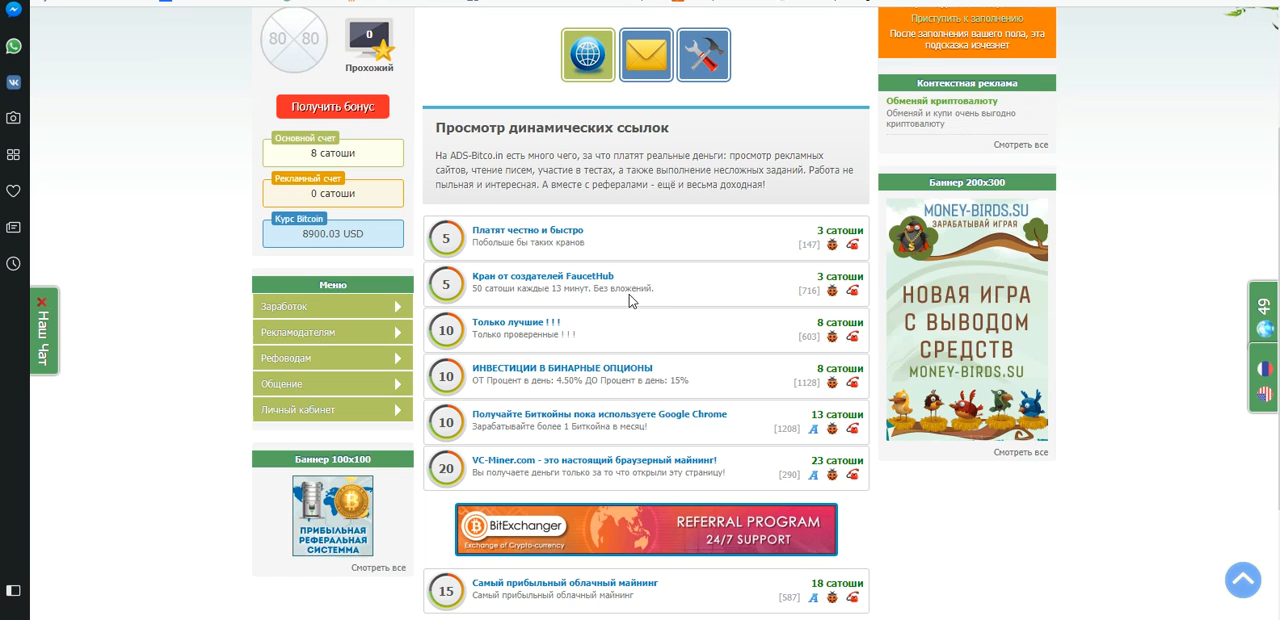 80 80
0
Прохожий
Получить бонус
Основной счет
8 сатоши
Рекламный счет
0 сатоши
Курс Bitcoin
8900.03 USD
Меню
Заработок
Рекламодателям
Рефоводам
Общение
Личный кабинет
Баннер 100x100
ПРИБЫЛЬНАЯ
РЕФЕРАЛЬНАЯ
СИСТЕММА
Смотреть все
Наш Чат
Просмотр динамических ссылок
На ADS-Bitco.in есть много чего, за что платят реальные деньги: просмотр рекламных
сайтов, чтение писем, участие в тестах, а также выполнение несложных заданий. Работа не
пыльная и интересная. А вместе с рефералами - ещё и весьма доходная!
5 Платят честно и быстро 3 сатоши
Побольше бы таких кранов [147]
5 Кран от создателей FaucetHub 3 сатоши
50 сатоши каждые 13 минут. Без вложений. [716]
10 Только лучшие ! ! ! 8 сатоши
Только проверенные ! ! ! [603]
10 ИНВЕСТИЦИИ В БИНАРНЫЕ ОПЦИОНЫ 8 сатоши
ОТ Процент в день: 4.50% ДО Процент в день: 15% [1128]
10 Получайте Биткойны пока используете Google Chrome 13 сатоши
Зарабатывайте более 1 Биткойна в месяц! [1208]
20 VC-Miner.com - это настоящий браузерный майнинг! 23 сатоши
Вы получаете деньги только за то что открыли эту страницу! [290]
BitExchanger REFERRAL PROGRAM
Exchange of Crypto-currency 24/7 SUPPORT
15 Самый прибыльный облачный майнинг 18 сатоши
Самый прибыльный облачный майнинг [587]
Приступить к заполнению
После заполнения вашего пола, эта
подсказка изчезнет
Контекстная реклама
Обменяй криптовалюту
Обменяй и купи очень выгодно
криптовалюту
Смотреть все
Баннер 200x300
MONEY-BIRDS.SU
ЗАРАБАТЫВАЙ ИГРАЯ
НОВАЯ ИГРА
С ВЫВОДОМ
СРЕДСТВ
MONEY-BIRDS.SU
Смотреть все
49